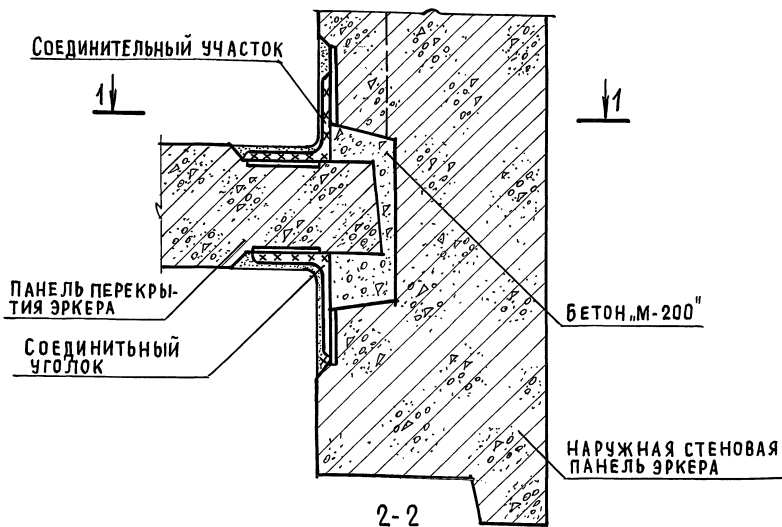 Соединительный участок
1
1
Панель перекры-
тия эркера
Соединитьный
уголок
Бетон „М-200"
Наружная стеновая
панель эркера
2-2